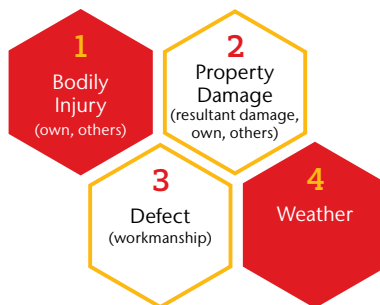 1
Bodily
Injury
(own, others)
2
Property
Damage
(resultant damage,
own, others)
3
Defect
(workmanship)
4
Weather